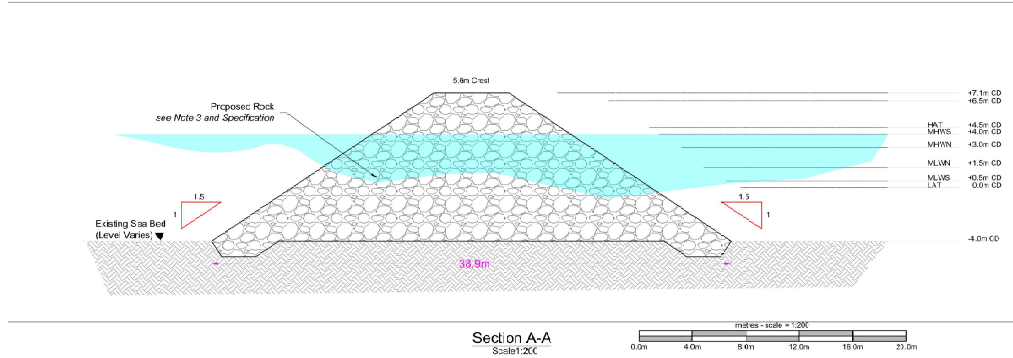 5.6m Crest
Proposed Rock
see Note 3 and Specification
+7.1m CD
+6.5m CD
HAT +4.5m CD
MHWS +4.0m CD
MHWN +3.0m CD
MLWN +1.5m CD
MLWS +0.5m CD
LAT 0.0m CD
1.5
1
1.5
1
Existing Sea Bed
(Level Varies)
-4.0m CD
38.9m
Section A-A
Scale1:200
metres - scale = 1:200
0.0m 4.0m 8.0m 12.0m 16.0m 20.0m